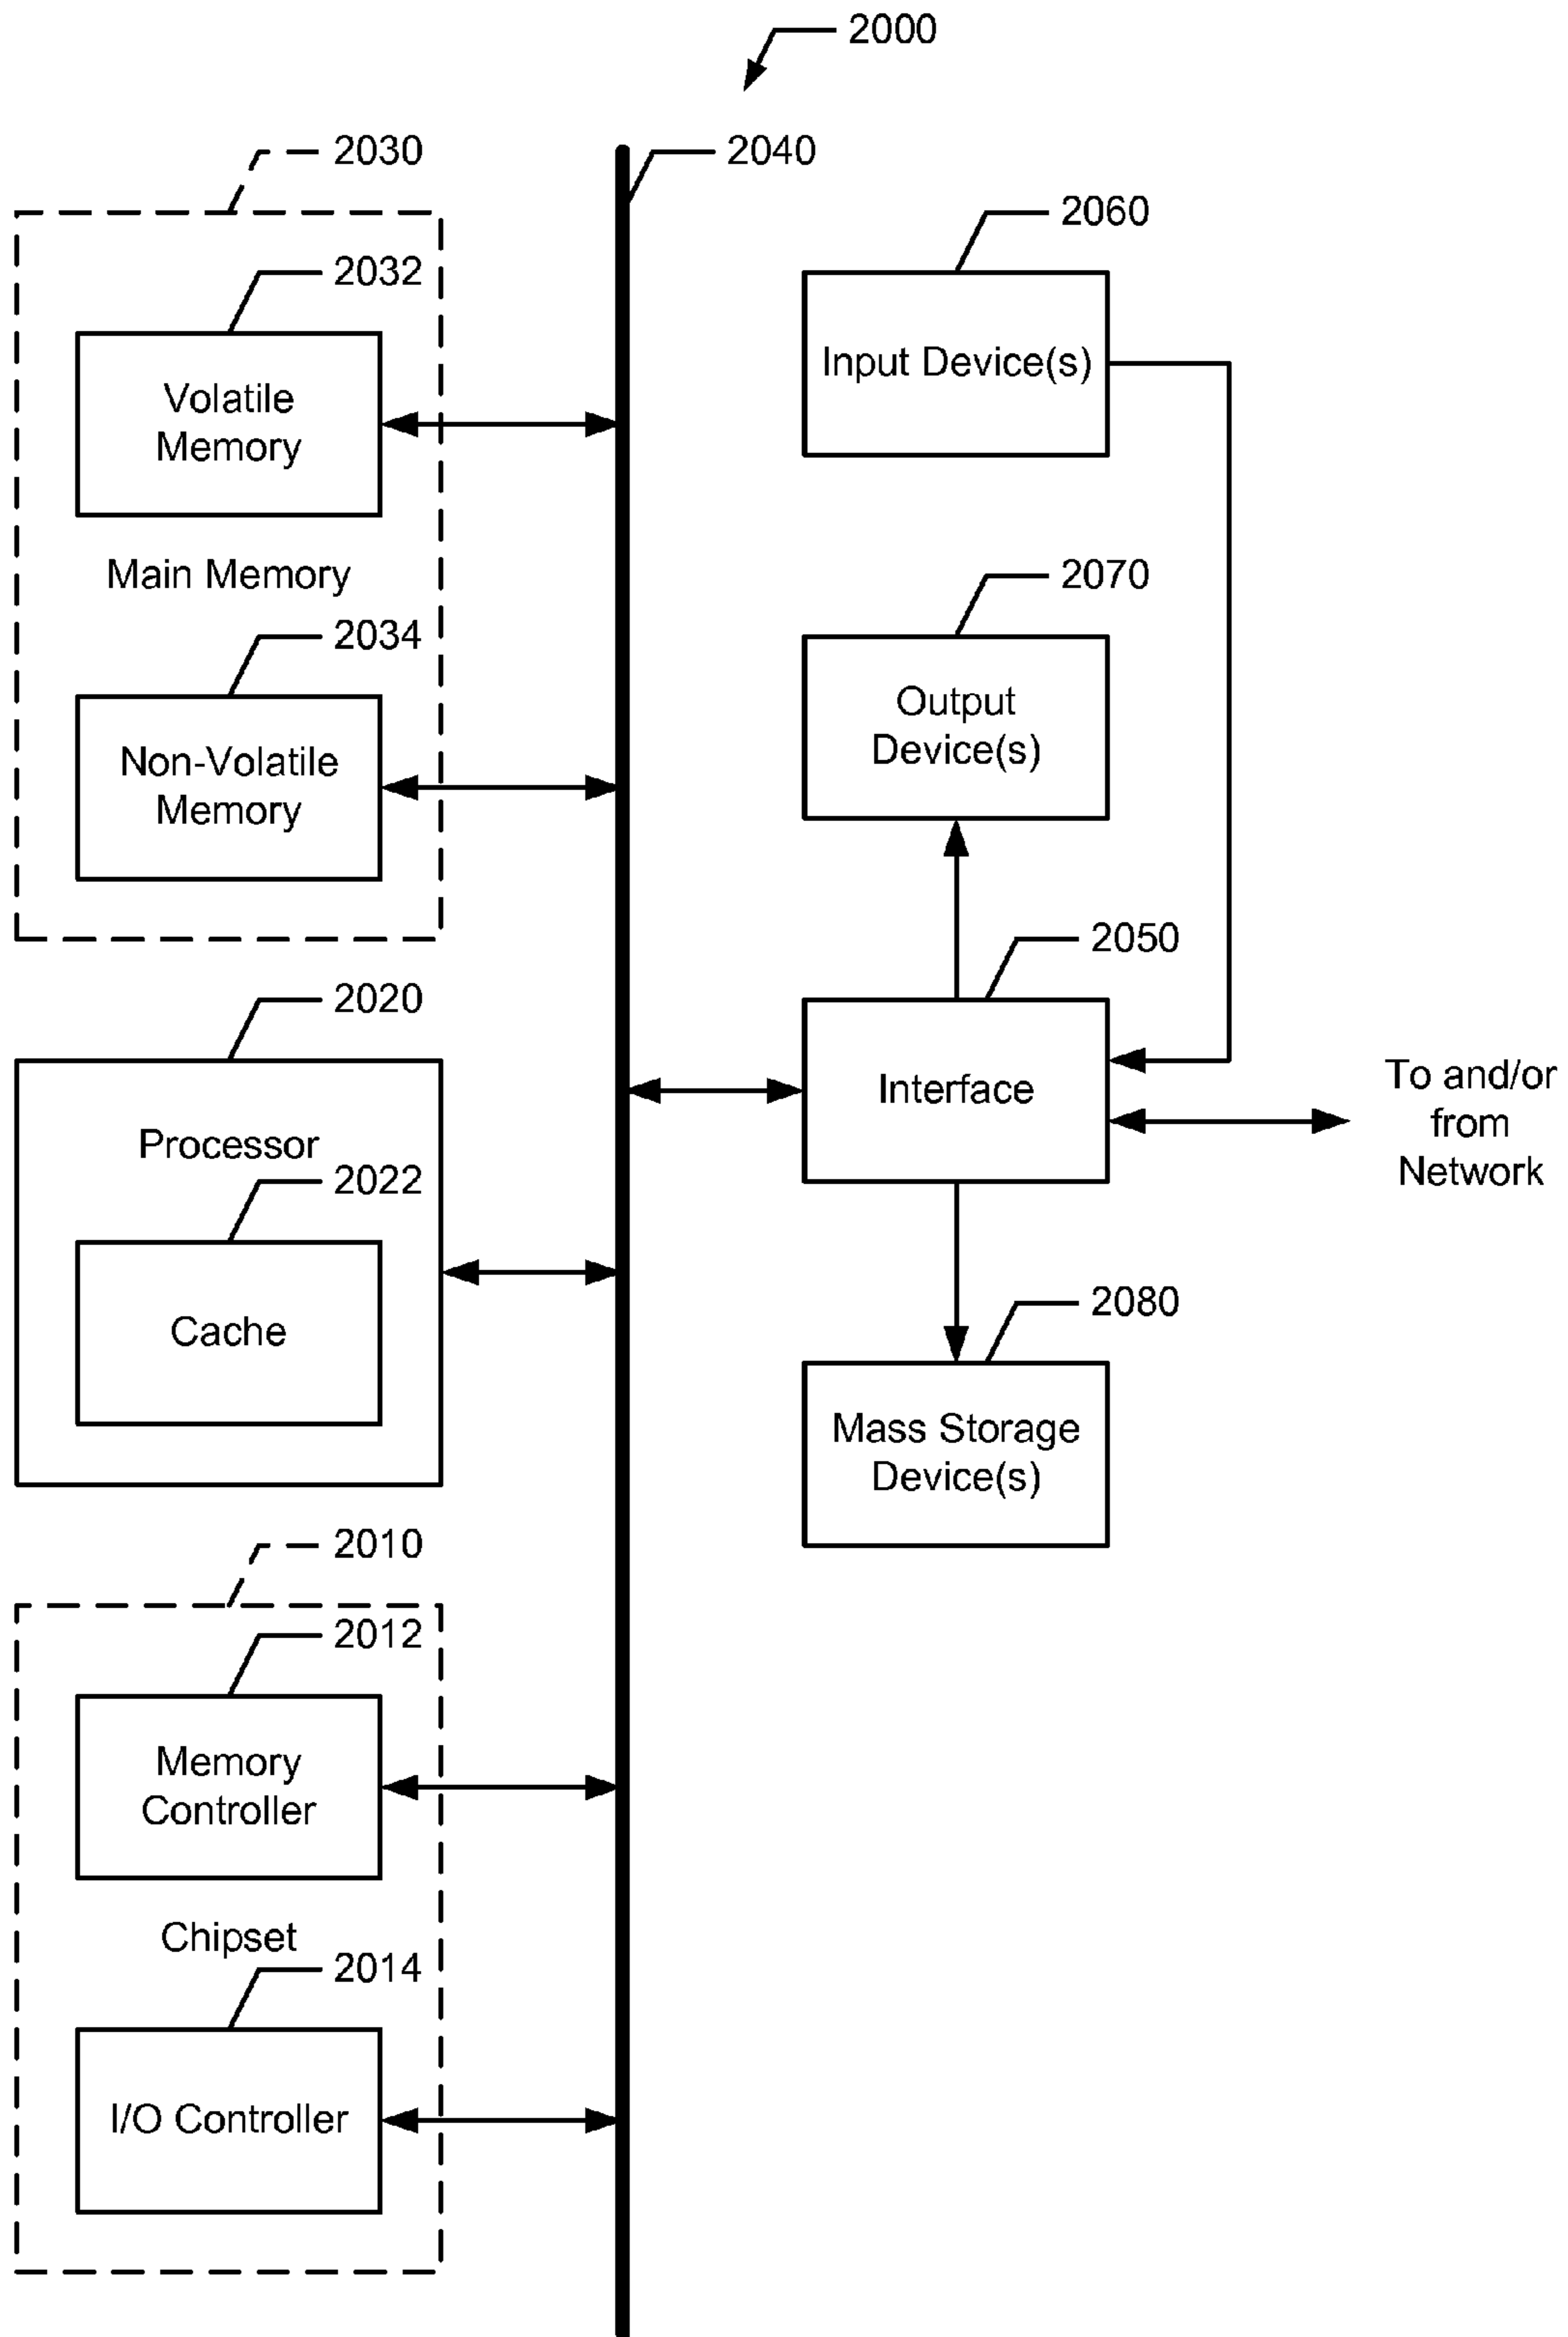 2000
2030
2040
2060
2032
Input Device(s)
Volatile
Memory
Main Memory
2070
2034
Output
Device(s)
Non-Volatile
Memory
2050
2020
Interface
To and/or
from
Network
Processor
2022
Cache
2080
Mass Storage
Device(s)
2010
2012
Memory
Controller
Chipset
2014
I/O Controller